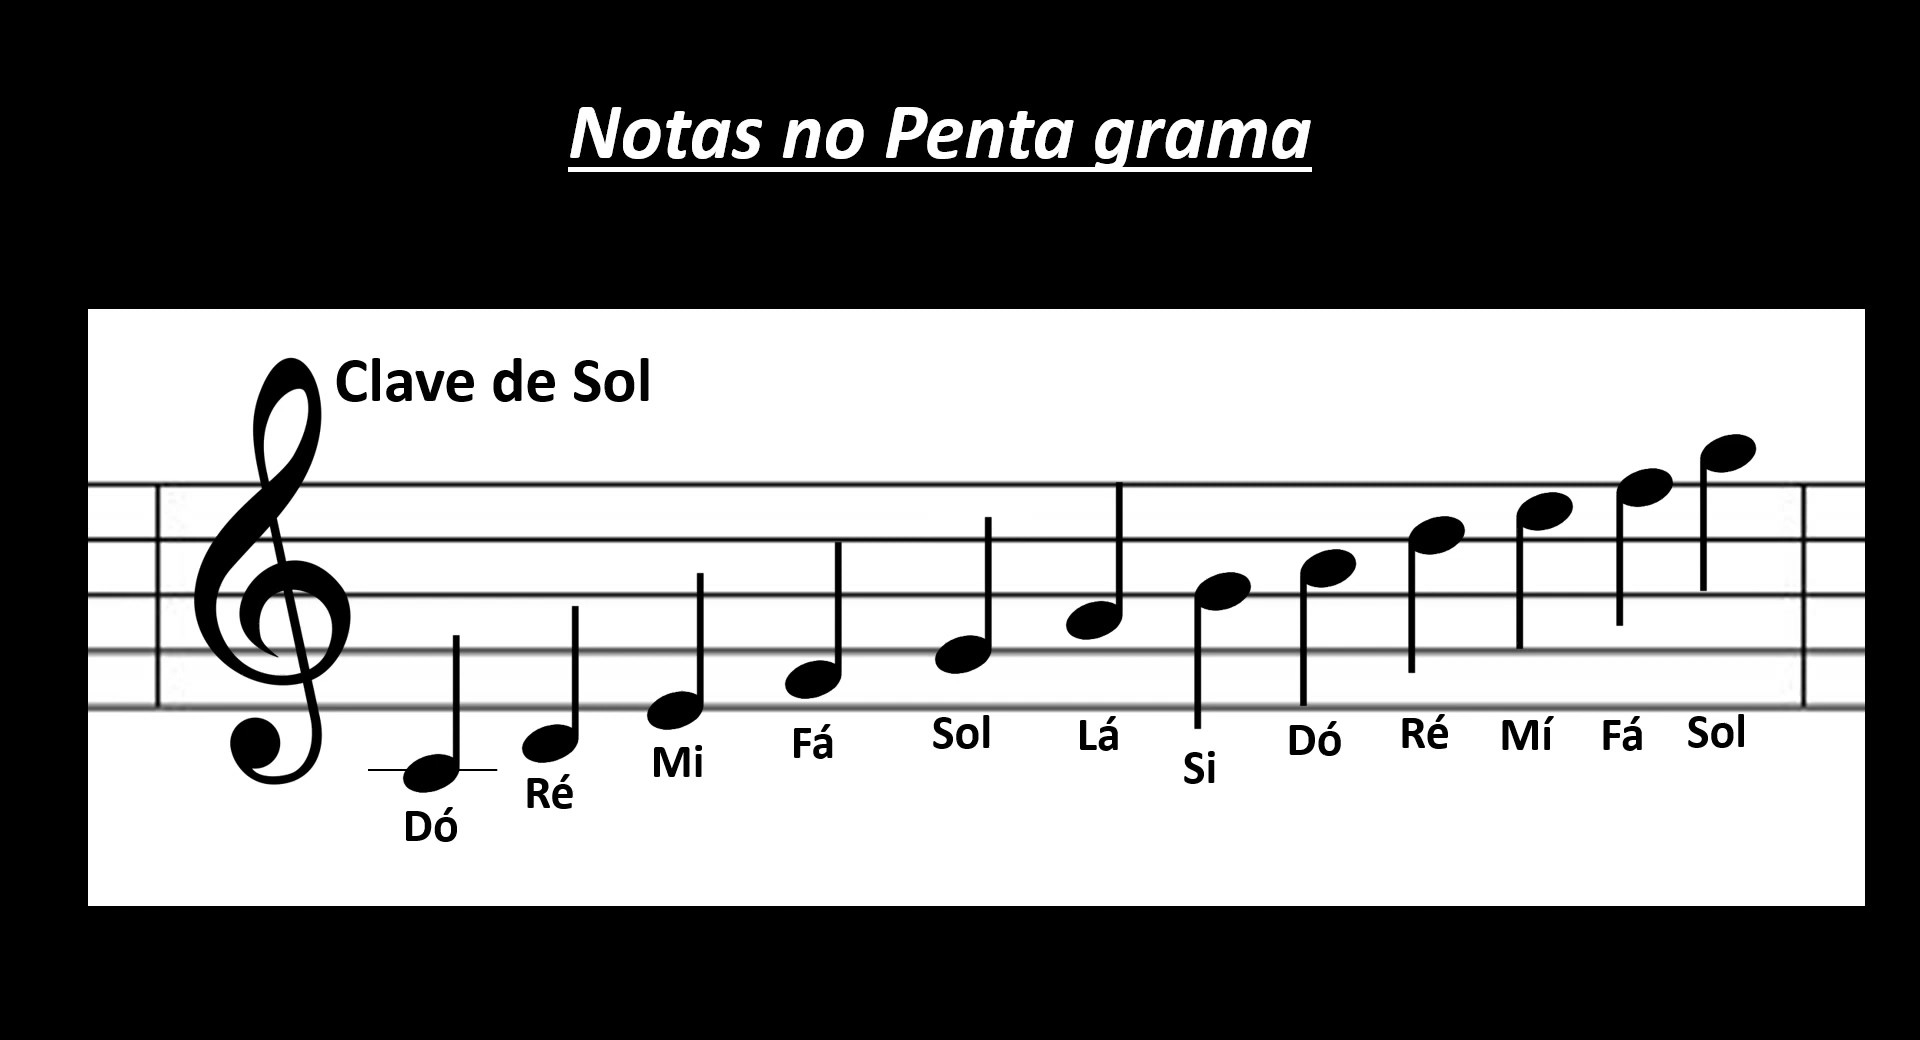 Notas no Penta grama
Clave de Sol
Dó Ré Mi Fá Sol Lá Si Dó Ré Mí Fá Sol